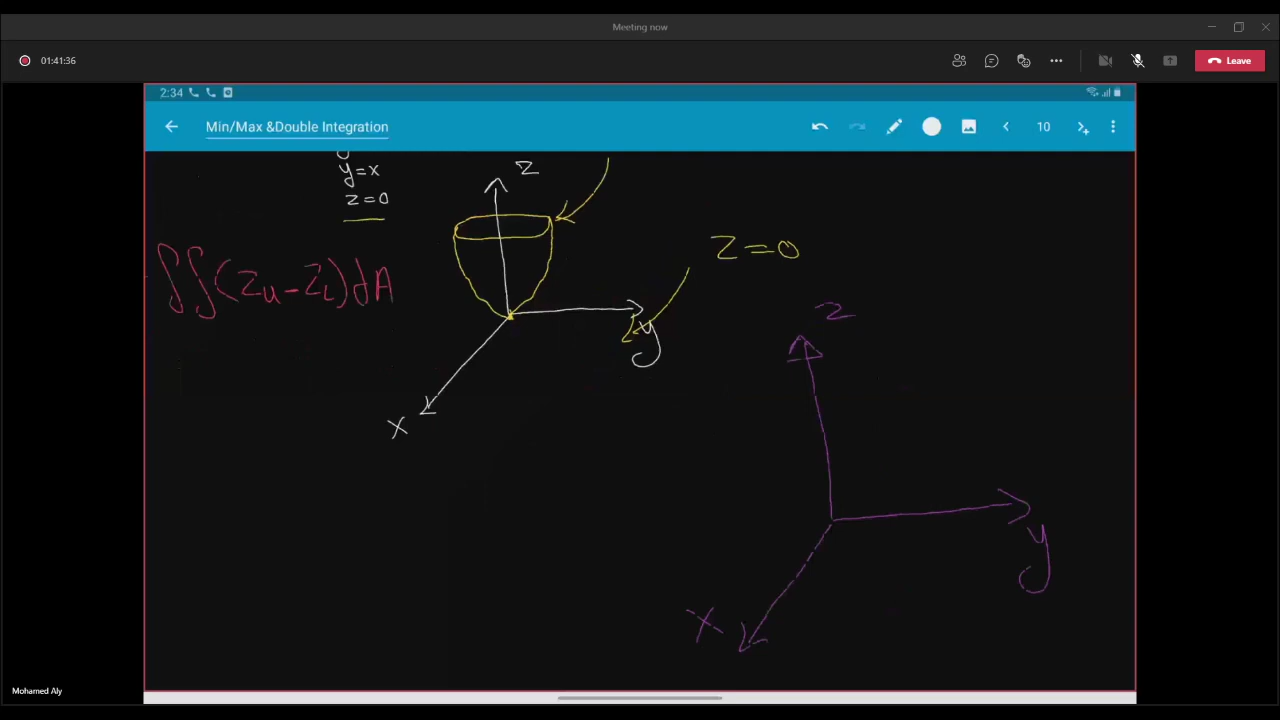 Meeting now
01:41:36
Leave
2:34
Min/Max &Double Integration
10
y=x
z=0
z
z=0
∬(Zu-ZL)dA
y
x
z
y
x
Mohamed Aly